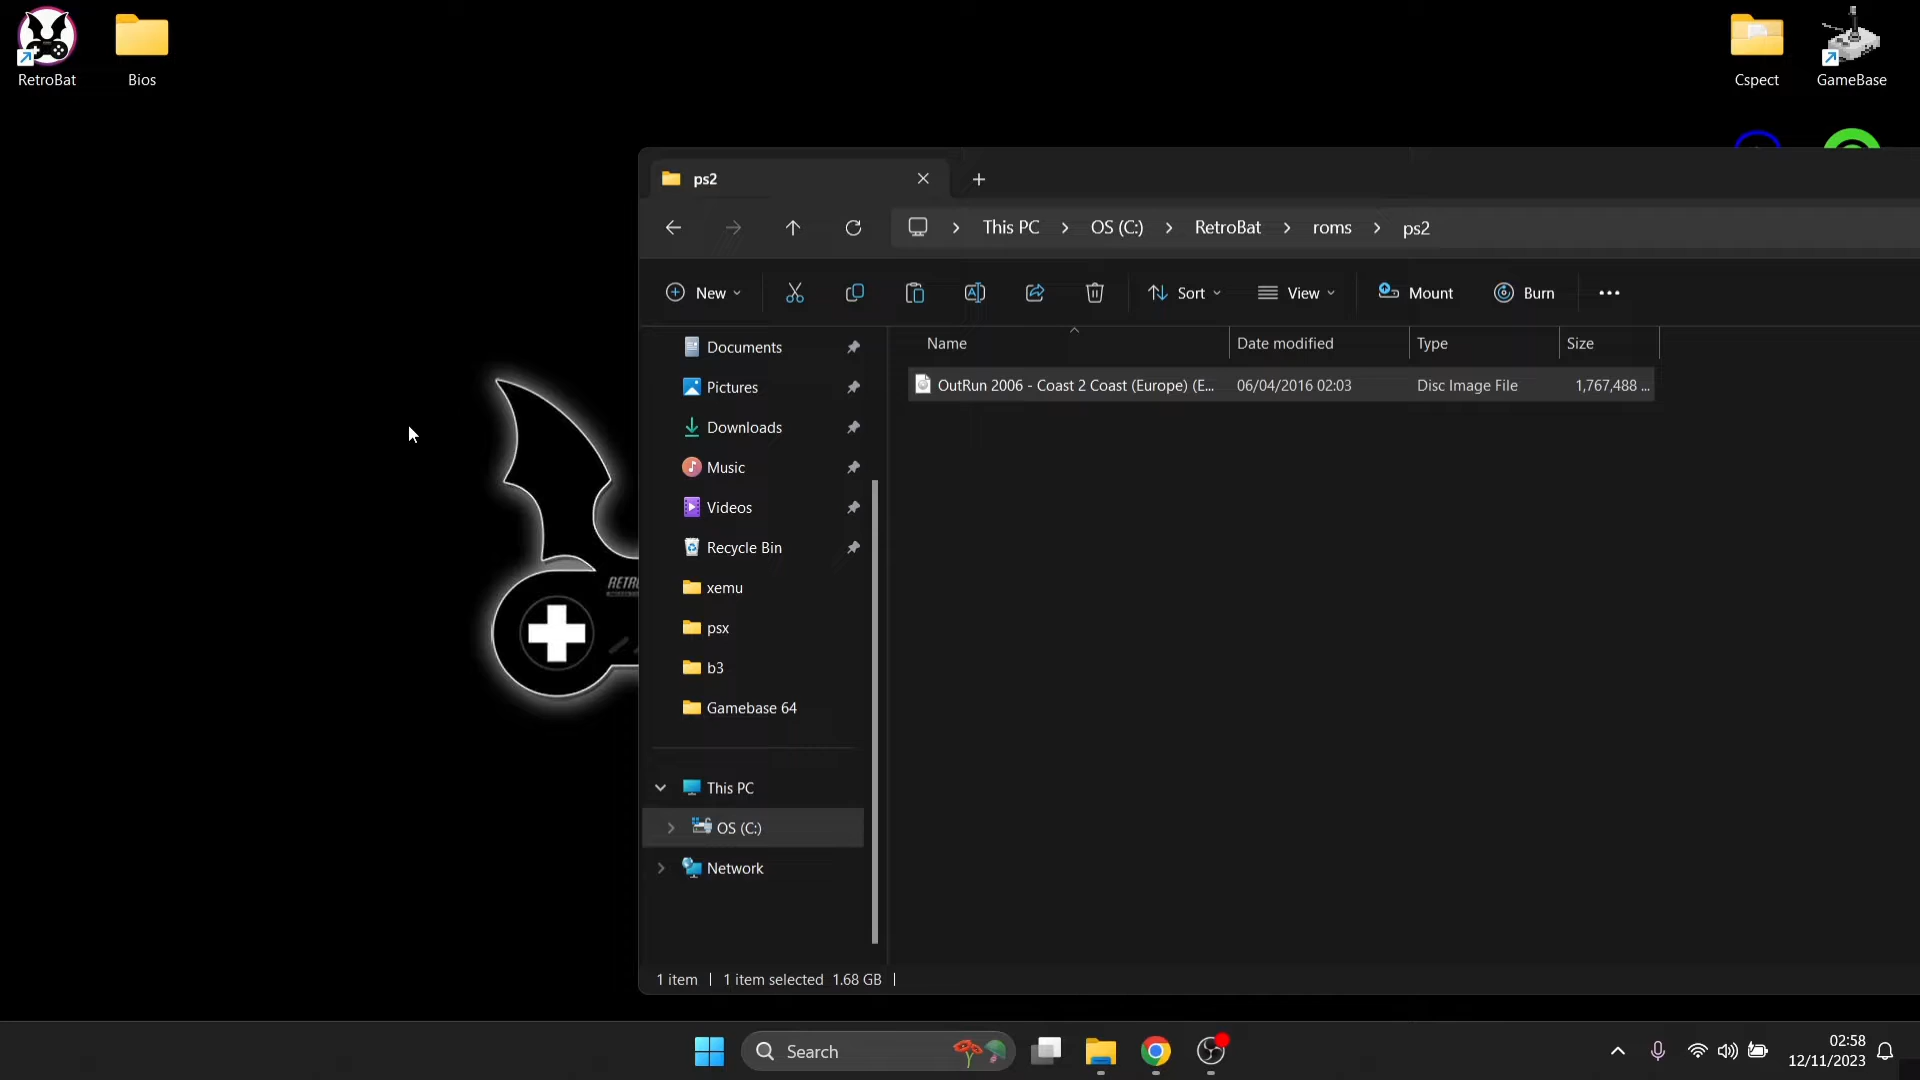 RetroBat
Bios
Cspect
GameBase
ps2
This PC
OS (C:)
RetroBat
roms
ps2
New
Sort
View
Mount
Burn
Name
Date modified
Type
Size
OutRun 2006 - Coast 2 Coast (Europe) (E...
06/04/2016 02:03
Disc Image File
1,767,488 ...
Documents
Pictures
Downloads
Music
Videos
Recycle Bin
xemu
psx
b3
Gamebase 64
This PC
OS (C:)
Network
RETR
1 item
1 item selected 1.68 GB
Search
02:58
12/11/2023